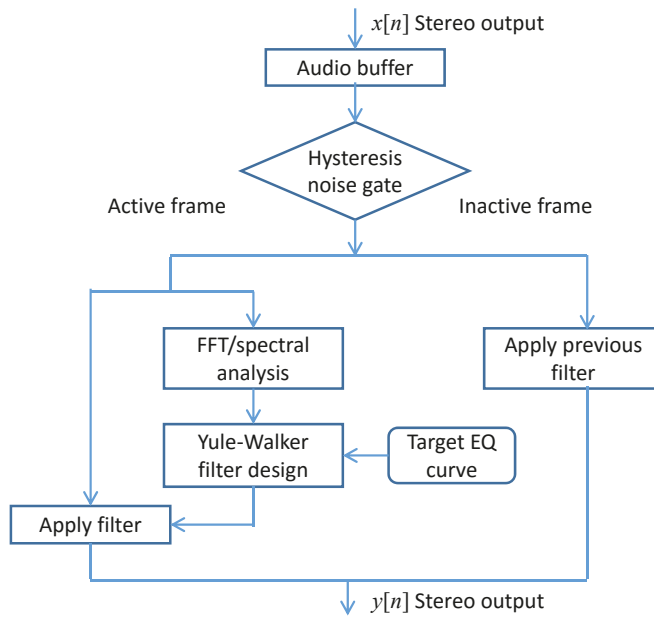 x[n] Stereo output
Audio buffer
Hysteresis
noise gate
Active frame
Inactive frame
FFT/spectral
analysis
Apply previous
filter
Yule-Walker
filter design
Target EQ
curve
Apply filter
y[n] Stereo output